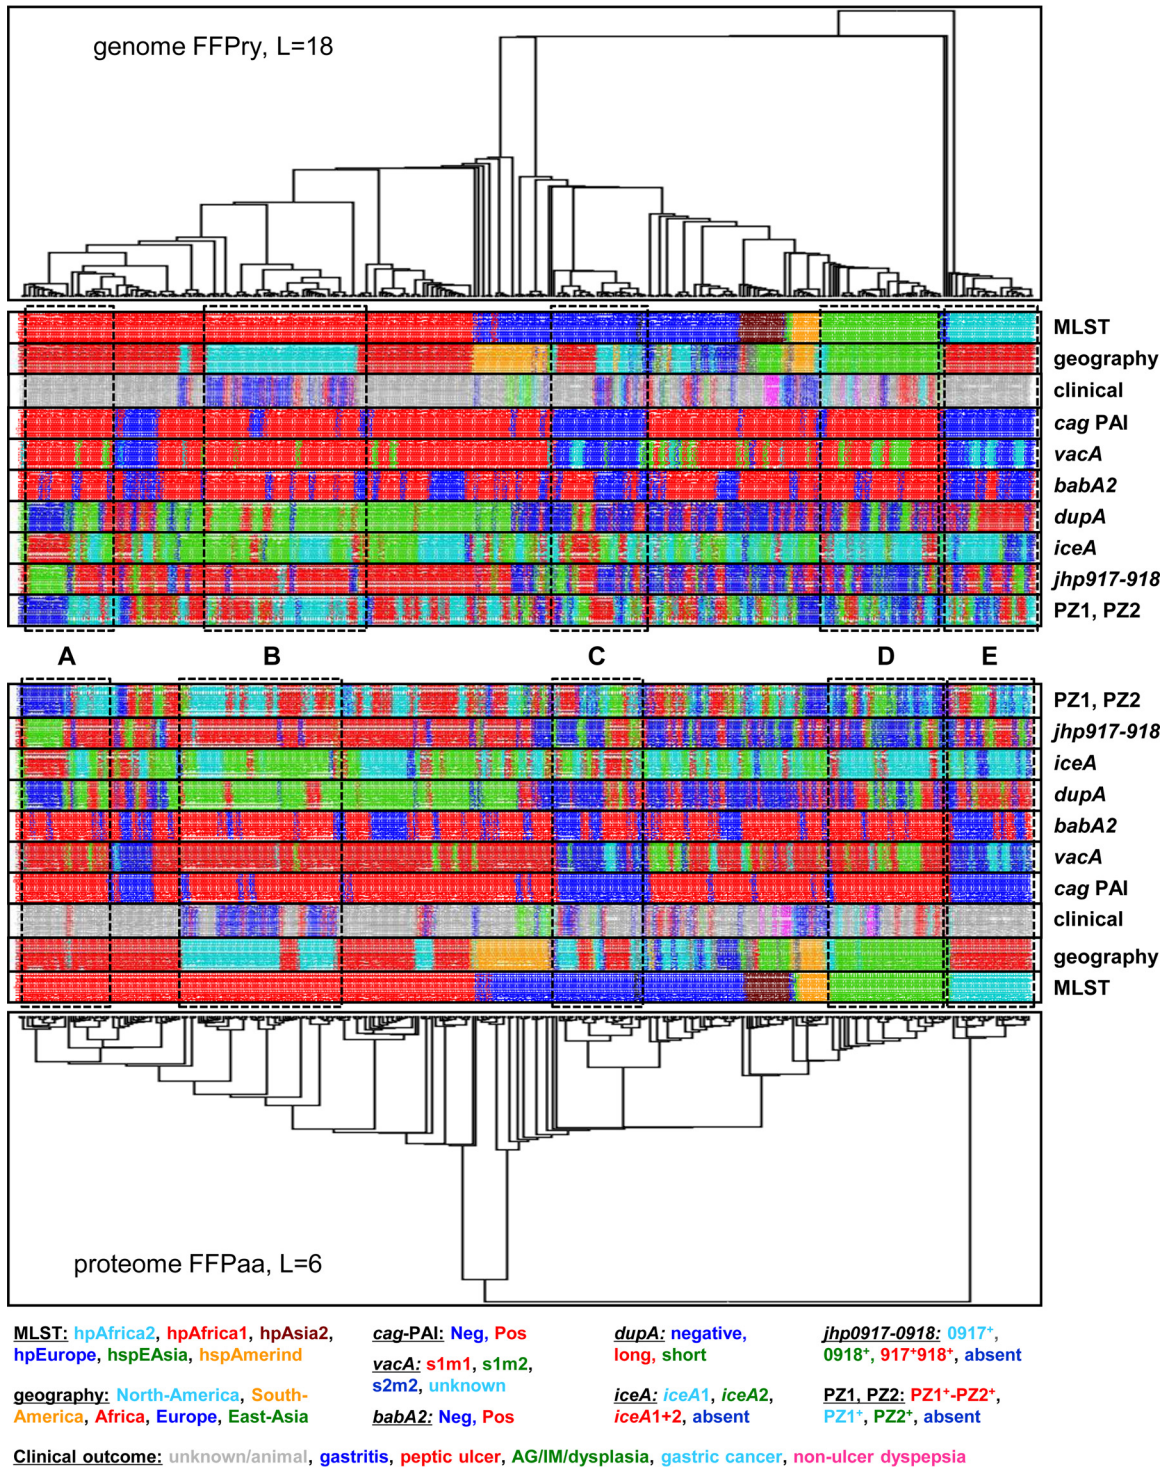 genome FFPry, L=18
MLST
geography
clinical
cag PAI
vacA
babA2
dupA
iceA
jhp917-918
PZ1, PZ2
A B C D E
PZ1, PZ2
jhp917-918
iceA
dupA
babA2
vacA
cag PAI
clinical
geography
MLST
proteome FFPaa, L=6
MLST: hpAfrica2, hpAfrica1, hpAsia2,
hpEurope, hspEAsia, hspAmerind
geography: North-America, South-
America, Africa, Europe, East-Asia
cag-PAI: Neg, Pos
vacA: s1m1, s1m2,
s2m2, unknown
babA2: Neg, Pos
dupA: negative,
long, short
iceA: iceA1, iceA2,
iceA1+2, absent
jhp0917-0918: 0917⁺,
0918⁺, 917⁺918⁺, absent
PZ1, PZ2: PZ1⁺-PZ2⁺,
PZ1⁺, PZ2⁺, absent
Clinical outcome: unknown/animal, gastritis, peptic ulcer, AG/IM/dysplasia, gastric cancer, non-ulcer dyspepsia